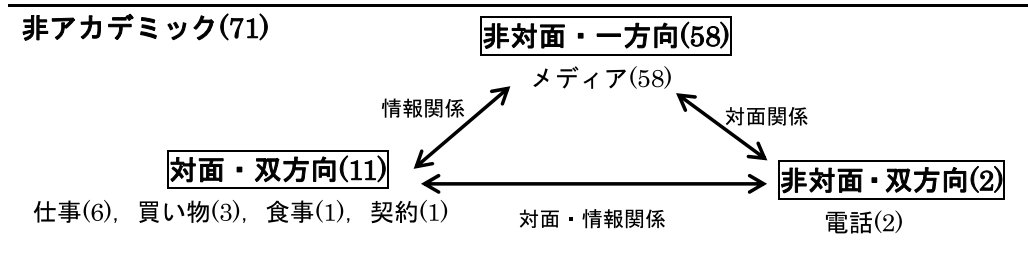 非アカデミック(71)
非対面・一方向(58)
メディア(58)
情報関係
対面関係
対面・双方向(11)
非対面・双方向(2)
仕事(6), 買い物(3), 食事(1), 契約(1)
対面・情報関係
電話(2)